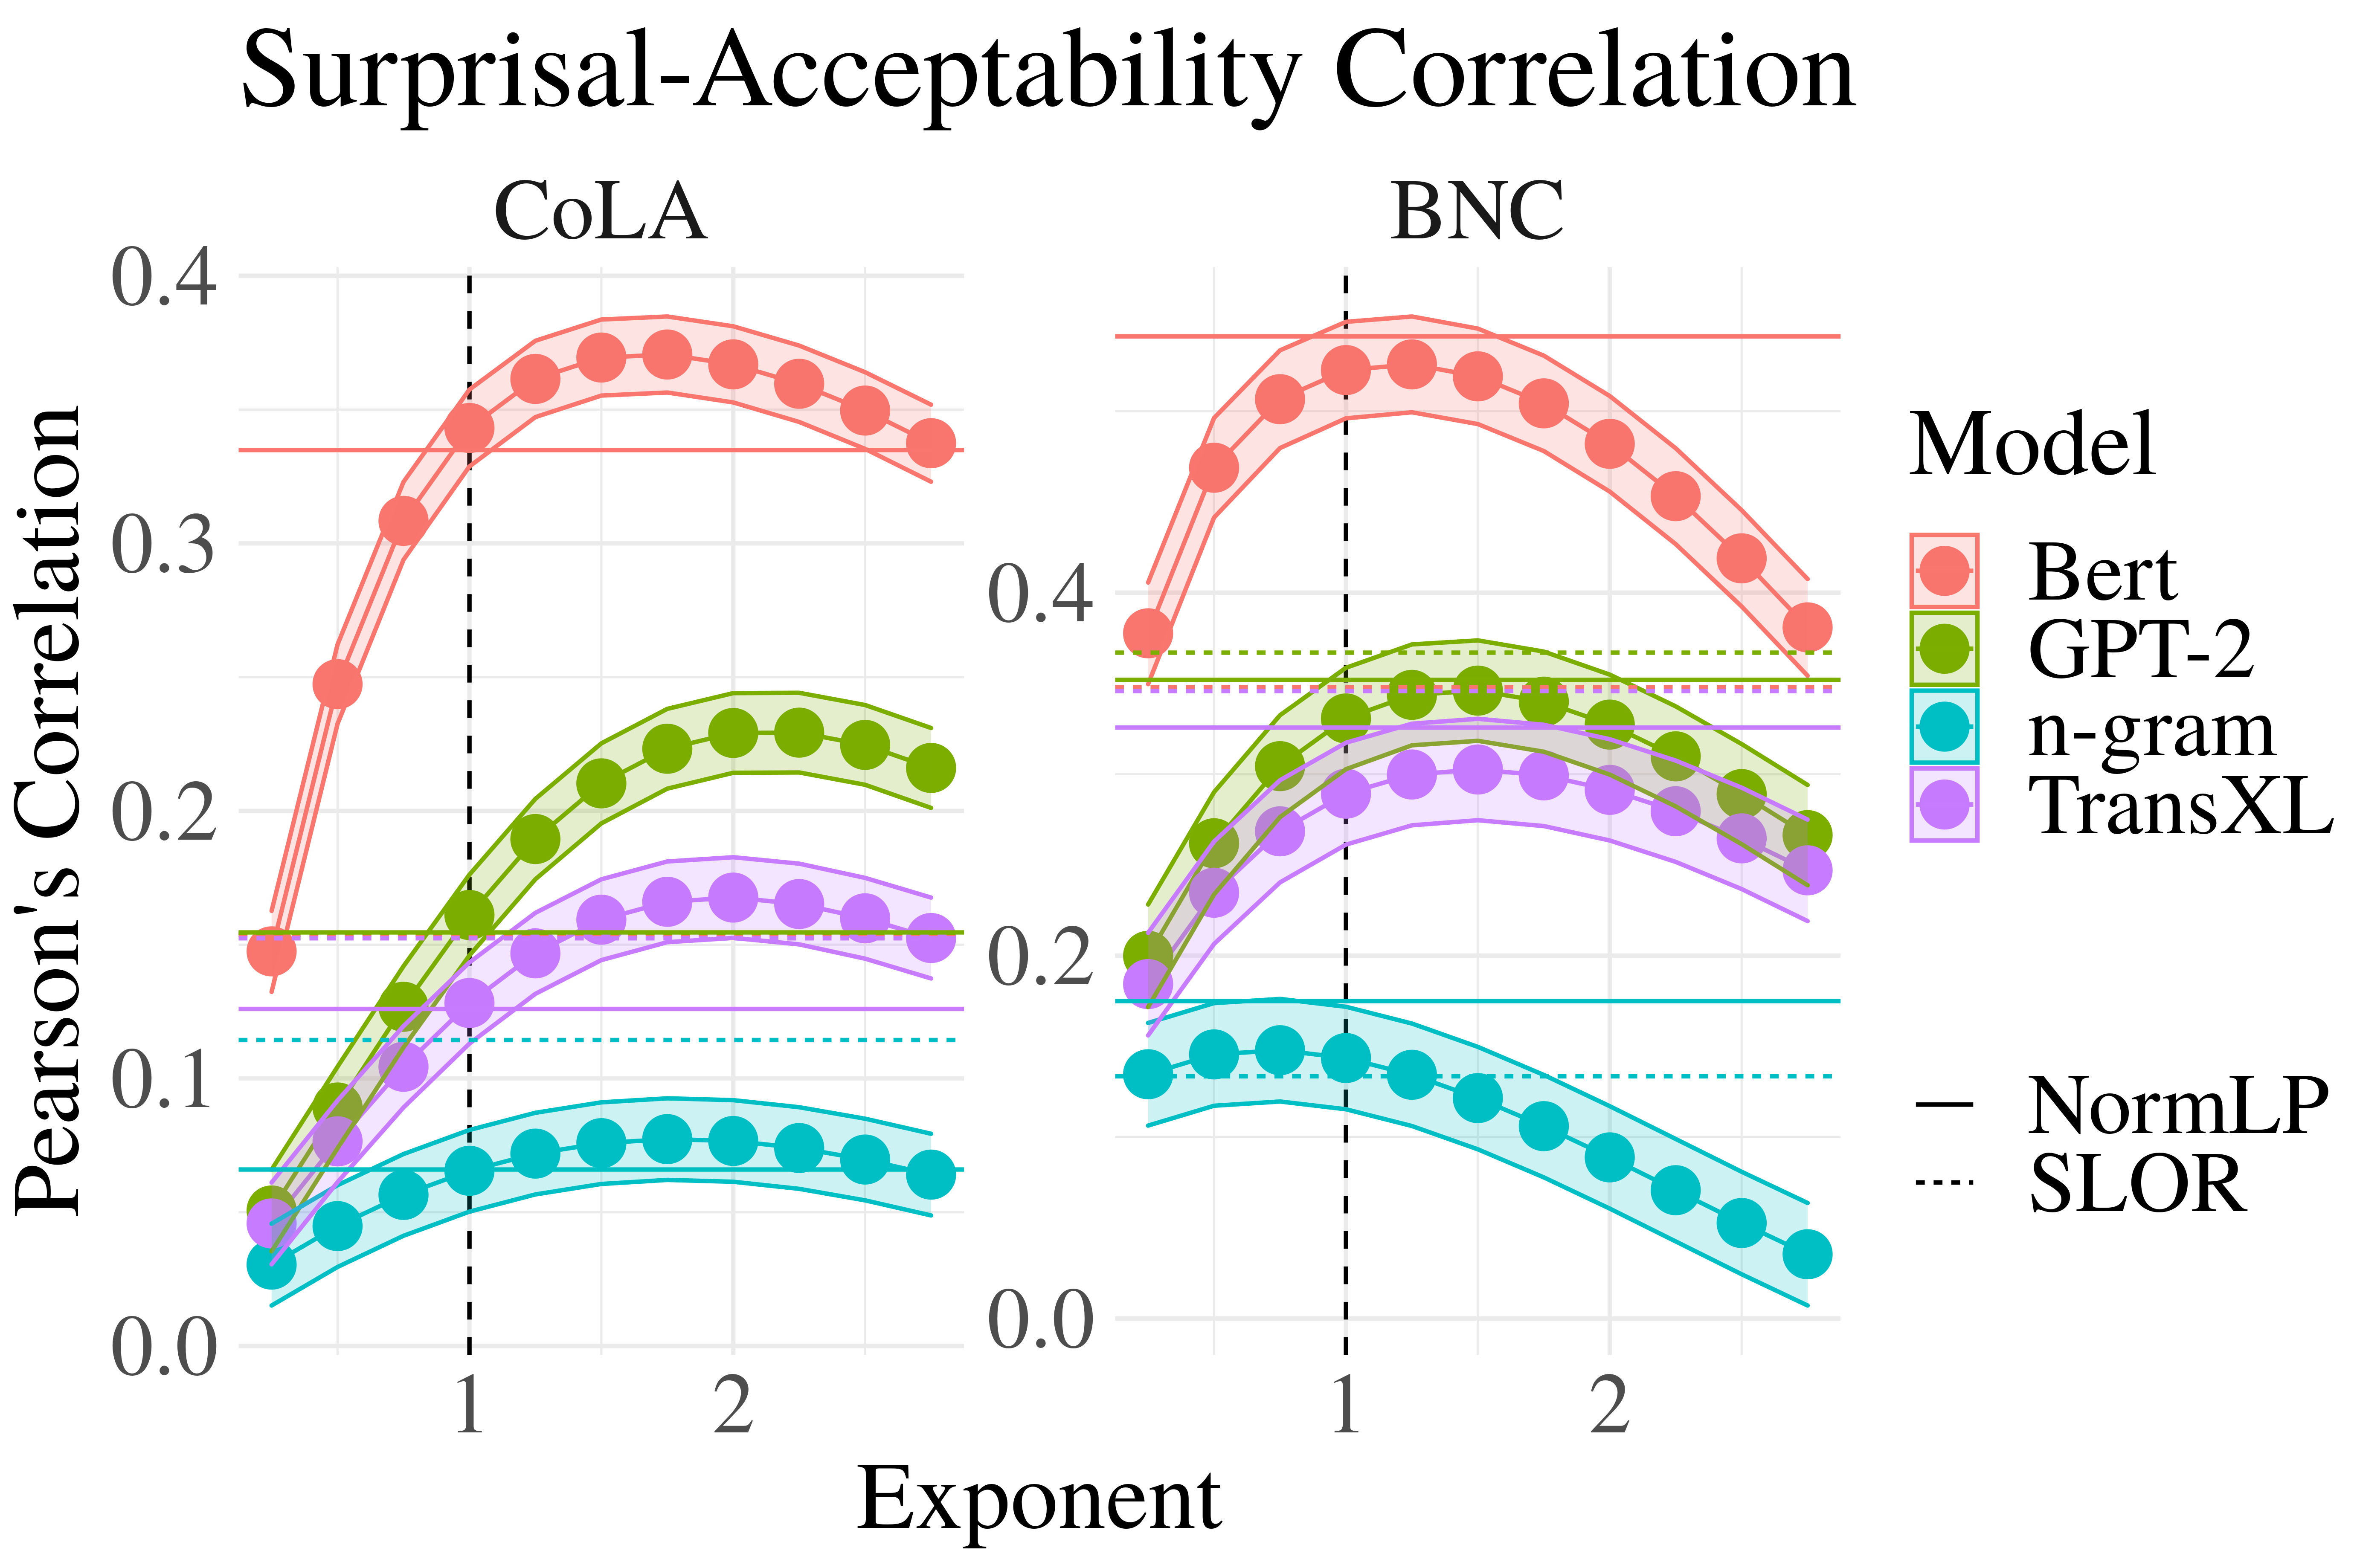 Surprisal-Acceptability Correlation
CoLA
BNC
Pearson's Correlation
0.4
0.3
0.2
0.1
0.0
0.4
0.2
0.0
1
2
1
2
Exponent
Model
Bert
GPT-2
n-gram
TransXL
NormLP
SLOR